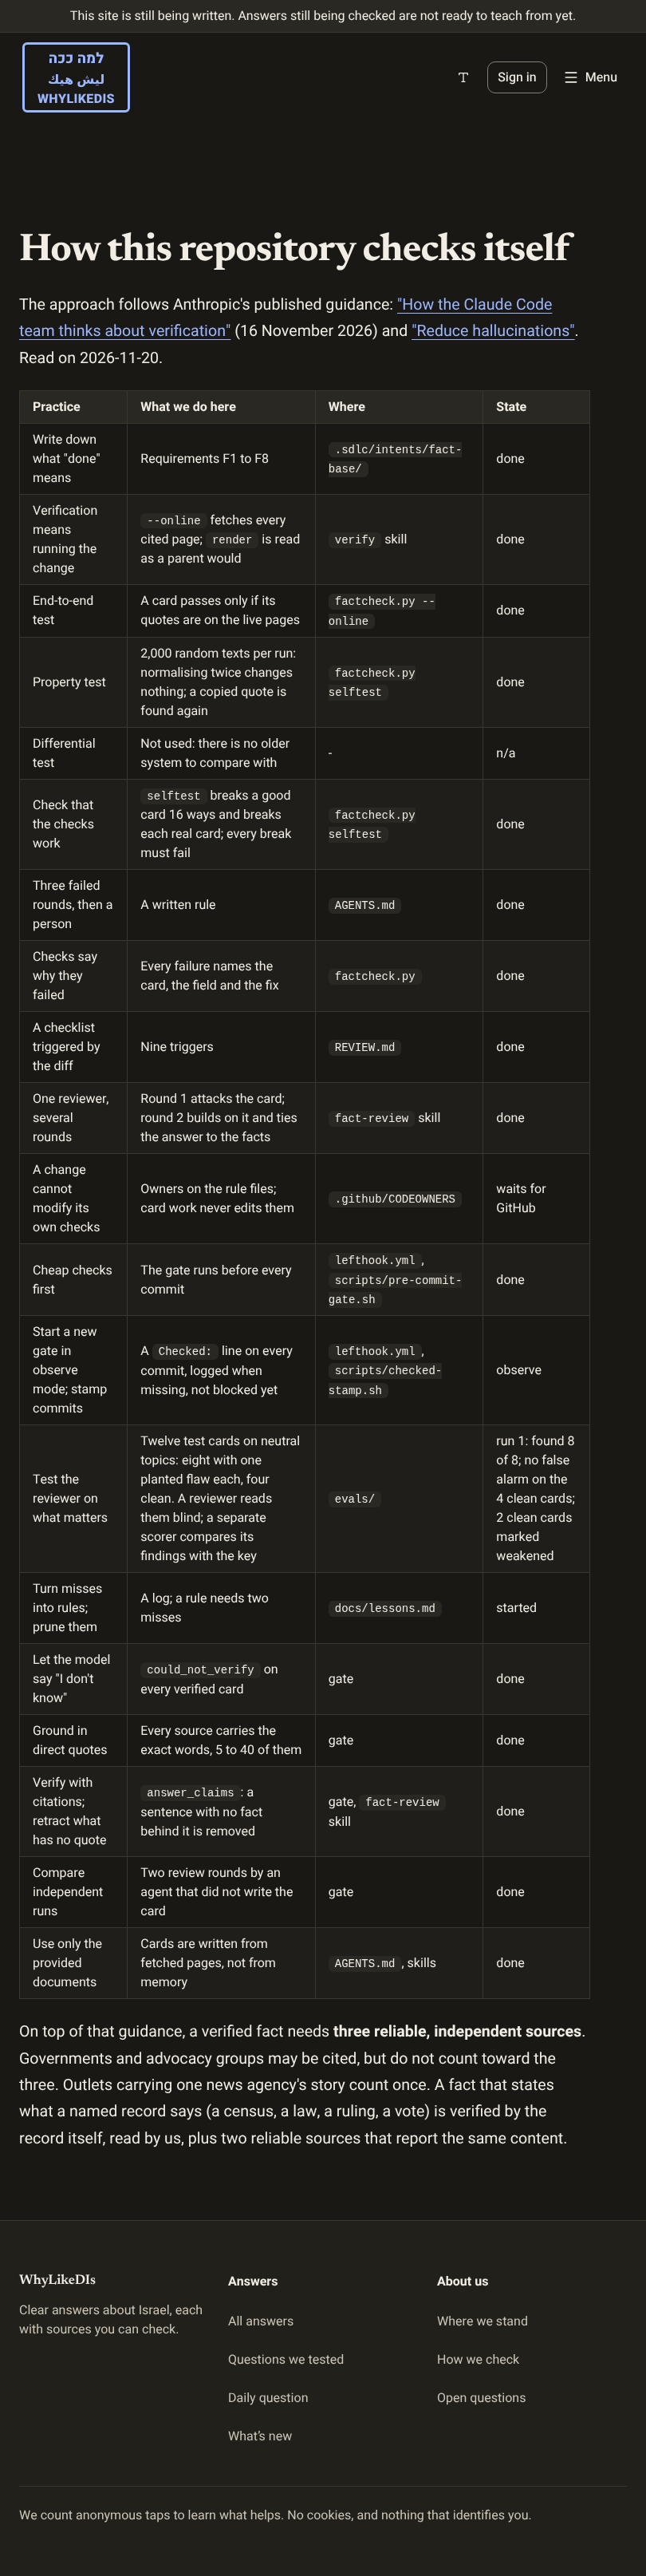 This site is still being written. Answers still being checked are not ready to teach from yet.
למה ככה
ليش هيك
WHYLIKEDIS
Sign in
Menu
How this repository checks itself
The approach follows Anthropic's published guidance: "How the Claude Code
team thinks about verification" (16 November 2026) and "Reduce hallucinations".
Read on 2026-11-20.
Practice
What we do here
Where
State
Write down
what "done"
means
Requirements F1 to F8
.sdlc/intents/fact-
base/
done
Verification
means
running the
change
--online fetches every
cited page; render is read
as a parent would
verify skill
done
End-to-end
test
A card passes only if its
quotes are on the live pages
factcheck.py --
online
done
Property test
2,000 random texts per run:
normalising twice changes
nothing; a copied quote is
found again
factcheck.py
selftest
done
Differential
test
Not used: there is no older
system to compare with
-
n/a
Check that
the checks
work
selftest breaks a good
card 16 ways and breaks
each real card; every break
must fail
factcheck.py
selftest
done
Three failed
rounds, then a
person
A written rule
AGENTS.md
done
Checks say
why they
failed
Every failure names the
card, the field and the fix
factcheck.py
done
A checklist
triggered by
the diff
Nine triggers
REVIEW.md
done
One reviewer,
several
rounds
Round 1 attacks the card;
round 2 builds on it and ties
the answer to the facts
fact-review skill
done
A change
cannot
modify its
own checks
Owners on the rule files;
card work never edits them
.github/CODEOWNERS
waits for
GitHub
Cheap checks
first
The gate runs before every
commit
lefthook.yml,
scripts/pre-commit-
gate.sh
done
Start a new
gate in
observe
mode; stamp
commits
A Checked: line on every
commit, logged when
missing, not blocked yet
lefthook.yml,
scripts/checked-
stamp.sh
observe
Test the
reviewer on
what matters
Twelve test cards on neutral
topics: eight with one
planted flaw each, four
clean. A reviewer reads
them blind; a separate
scorer compares its
findings with the key
evals/
run 1: found 8
of 8; no false
alarm on the
4 clean cards;
2 clean cards
marked
weakened
Turn misses
into rules;
prune them
A log; a rule needs two
misses
docs/lessons.md
started
Let the model
say "I don't
know"
could_not_verify on
every verified card
gate
done
Ground in
direct quotes
Every source carries the
exact words, 5 to 40 of them
gate
done
Verify with
citations;
retract what
has no quote
answer_claims: a
sentence with no fact
behind it is removed
gate, fact-review
skill
done
Compare
independent
runs
Two review rounds by an
agent that did not write the
card
gate
done
Use only the
provided
documents
Cards are written from
fetched pages, not from
memory
AGENTS.md, skills
done
On top of that guidance, a verified fact needs three reliable, independent sources.
Governments and advocacy groups may be cited, but do not count toward the
three. Outlets carrying one news agency's story count once. A fact that states
what a named record says (a census, a law, a ruling, a vote) is verified by the
record itself, read by us, plus two reliable sources that report the same content.
WhyLikeDIs
Clear answers about Israel, each
with sources you can check.
Answers
All answers
Questions we tested
Daily question
What's new
About us
Where we stand
How we check
Open questions
We count anonymous taps to learn what helps. No cookies, and nothing that identifies you.